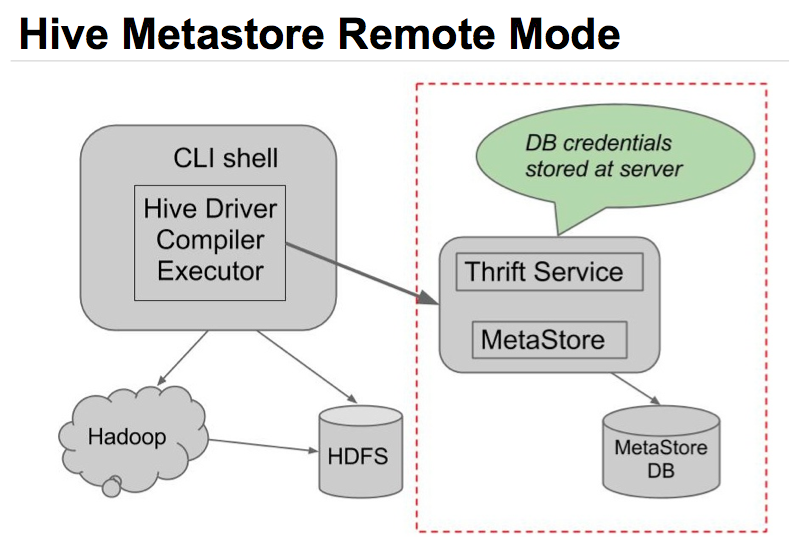 Hive Metastore Remote Mode
CLI shell
Hive Driver
Compiler
Executor
DB credentials
stored at server
Thrift Service
MetaStore
Hadoop
HDFS
MetaStore
DB